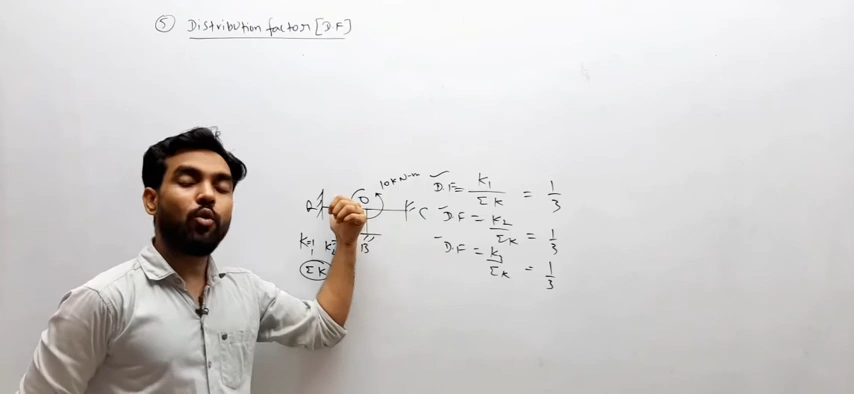 ⑤ Distribution factor [D.F]
10 kN-m
D.F = K1/ΣK = 1/3
O
A C
D.F = K2/ΣK = 1/3
K1=1 K2= B
D.F = K3/ΣK = 1/3
ΣK